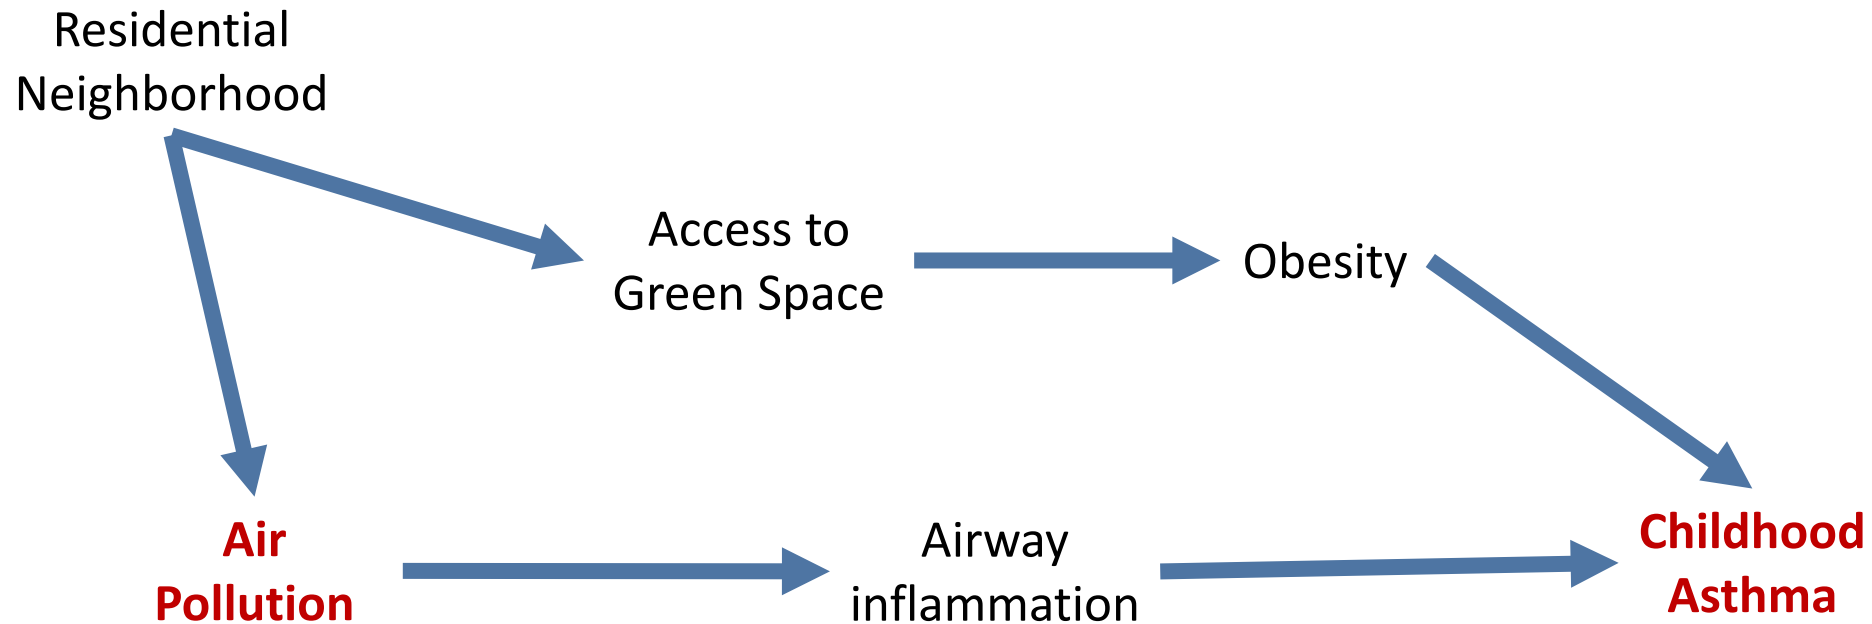 Residential
Neighborhood
Access to
Green Space
Obesity
Air
Pollution
Airway
inflammation
Childhood
Asthma